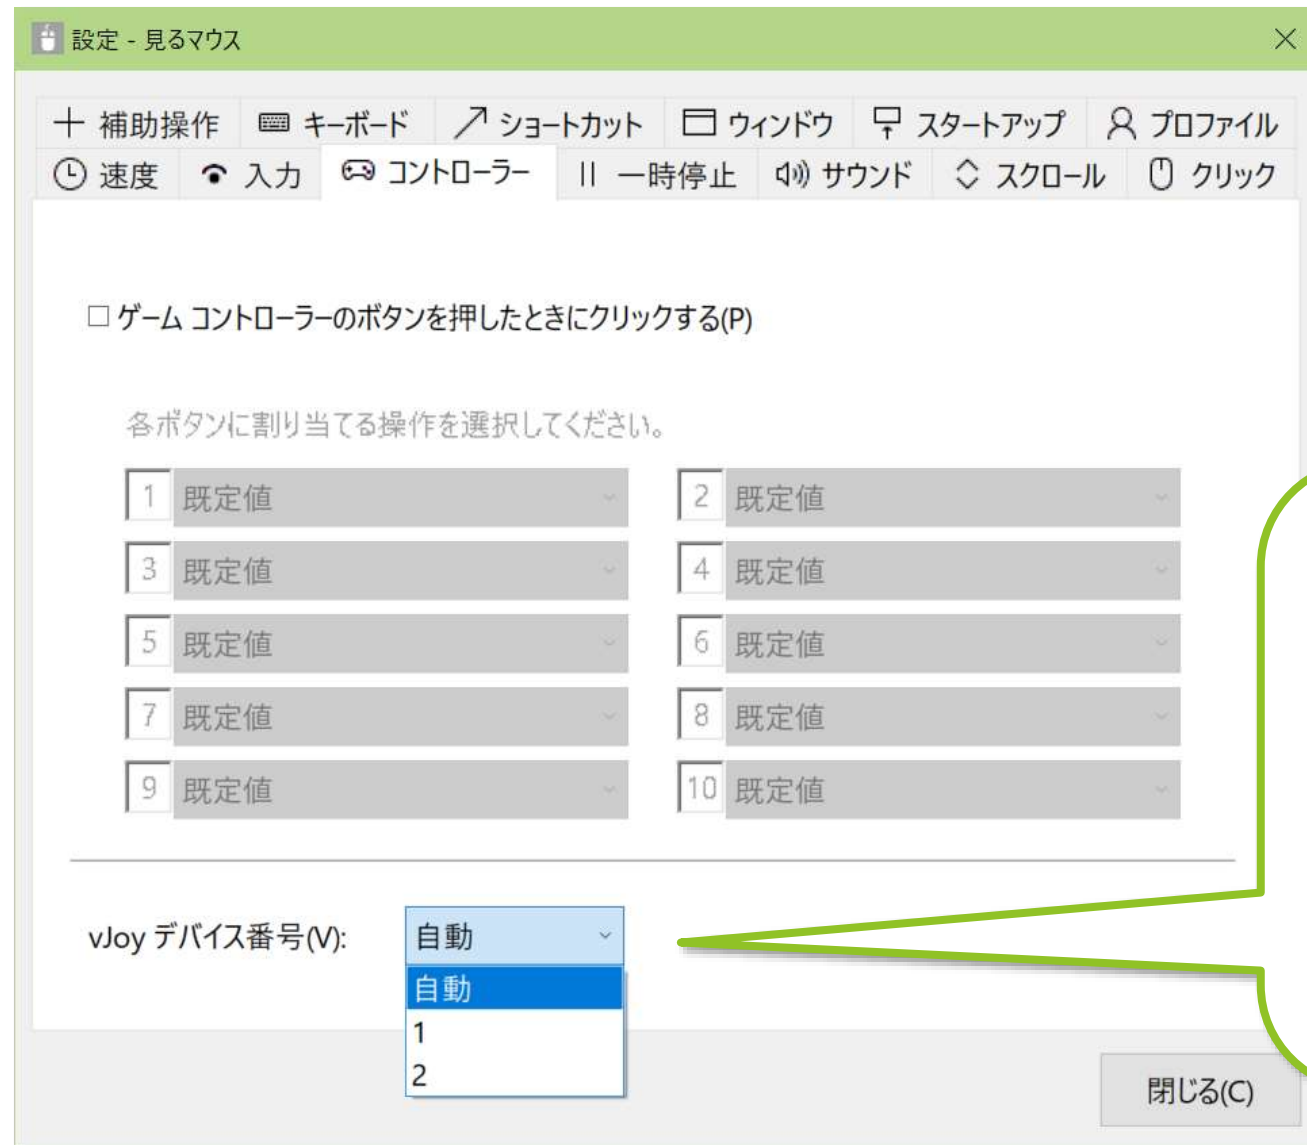 設定 - 見るマウス
補助操作 キーボード ショートカット ウィンドウ スタートアップ プロファイル
速度 入力 コントローラー 一時停止 サウンド スクロール クリック
ゲーム コントローラーのボタンを押したときにクリックする(P)
各ボタンに割り当てる操作を選択してください。
1 既定値 2 既定値
3 既定値 4 既定値
5 既定値 6 既定値
7 既定値 8 既定値
9 既定値 10 既定値
vJoy デバイス番号(V): 自動
自動
1
2
閉じる(C)